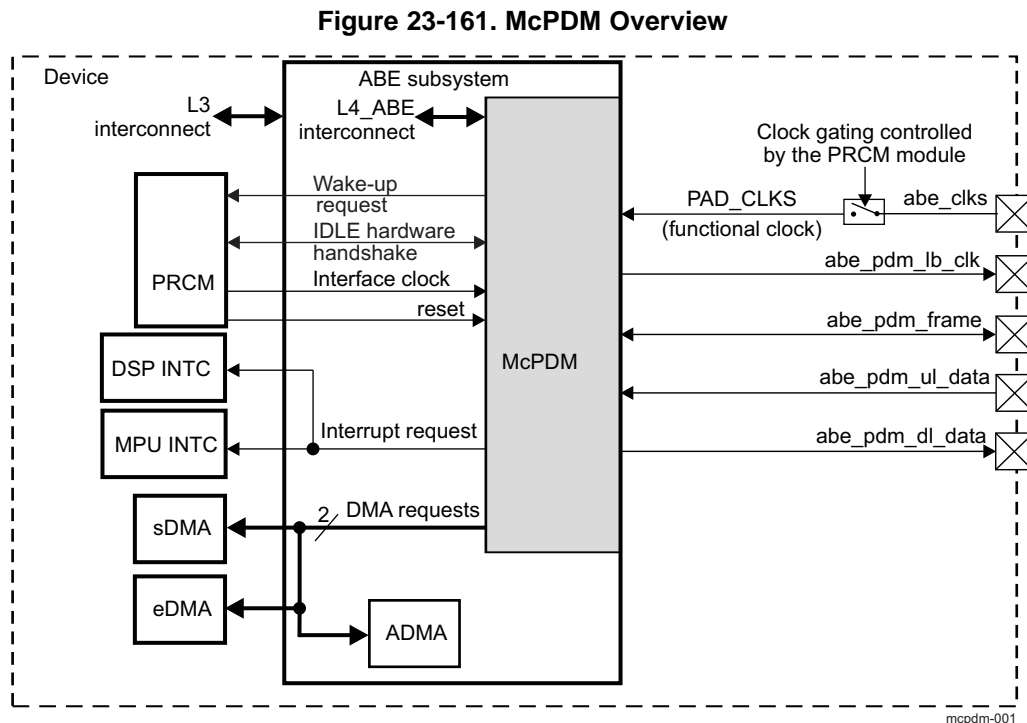 Figure 23-161. McPDM Overview
Device
ABE subsystem
L3
interconnect
L4_ABE
interconnect
Clock gating controlled
by the PRCM module
Wake-up
request
PAD_CLKS
(functional clock)
abe_clks
IDLE hardware
handshake
PRCM
Interface clock
abe_pdm_lb_clk
reset
abe_pdm_frame
McPDM
DSP INTC
abe_pdm_ul_data
MPU INTC
Interrupt request
abe_pdm_dl_data
2
DMA requests
sDMA
eDMA
ADMA
mcpdm-001